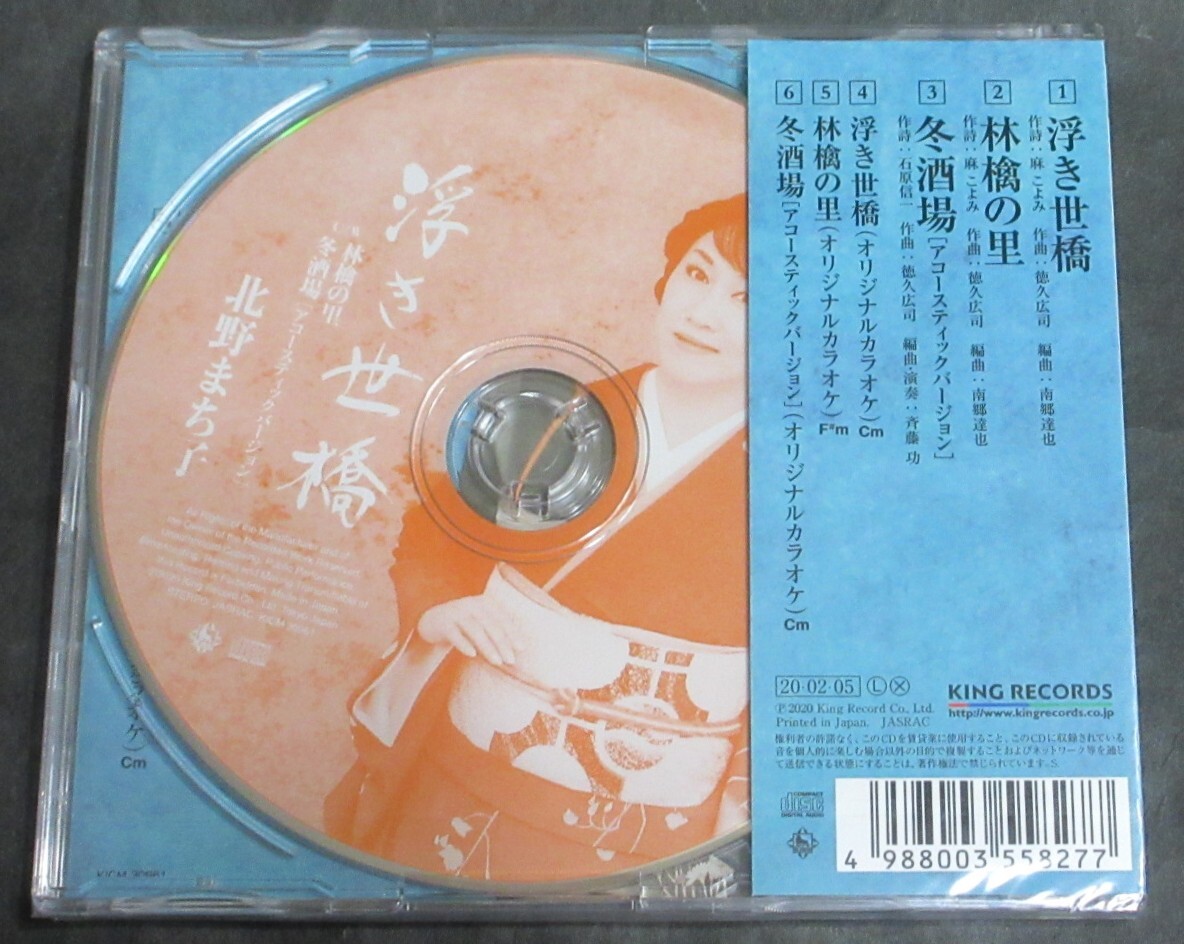 浮き世橋
林檎の里
冬酒場 [アコースティックバージョン]
北野まち子
1 浮き世橋
作詩:麻 こよみ 作曲:徳久広司 編曲:南郷達也
2 林檎の里
作詩:麻 こよみ 作曲:徳久広司 編曲:南郷達也
3 冬酒場[アコースティックバージョン]
作詩:石原信一 作曲:徳久広司 編曲・演奏:斉藤 功
4 浮き世橋(オリジナルカラオケ)Cm
5 林檎の里(オリジナルカラオケ)F#m
6 冬酒場[アコースティックバージョン](オリジナルカラオケ)Cm
20・02・05 Ⓛ Ⓧ
KING RECORDS
http://www.kingrecords.co.jp
℗2020 King Record Co., Ltd.
Printed in Japan. JASRAC
権利者の許諾なく、このCDを賃貸業に使用すること、このCDに収録されている
音を個人的に楽しむ場合以外の目的で複製することおよびネットワーク等を通じ
て送信できる状態にすることは、著作権法で禁じられています。S.
COMPACT
disc
DIGITAL AUDIO
4 988003 558277
Cm